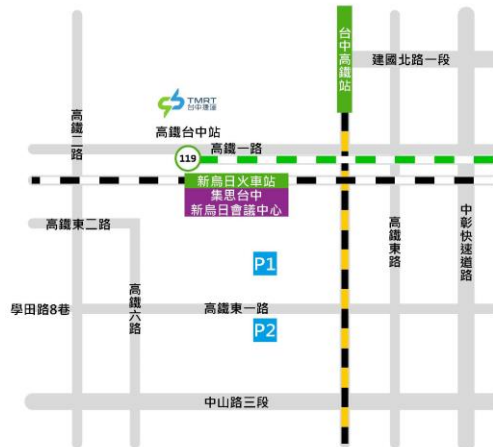 台中高鐵站
建國北路一段
TMRT
台中捷運
高鐵二路
高鐵台中站
高鐵一路
119
新烏日火車站
集思台中
新烏日會議中心
高鐵東二路
高鐵東路
中彰快速道路
P1
高鐵六路
學田路8巷
高鐵東一路
P2
中山路三段